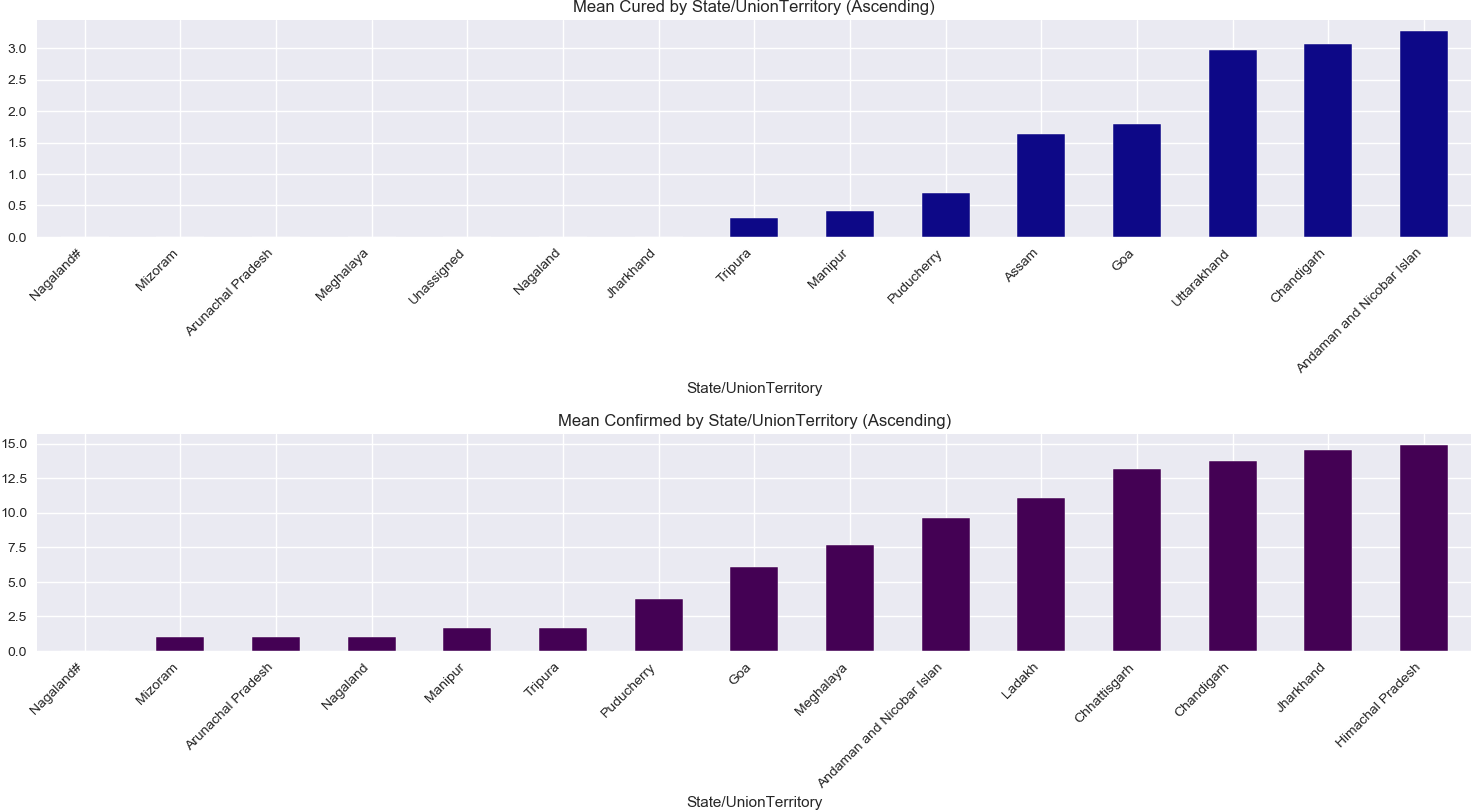 Mean Cured by State/UnionTerritory (Ascending)
3.0
2.5
2.0
1.5
1.0
0.5
0.0
Nagaland#
Mizoram
Arunachal Pradesh
Meghalaya
Unassigned
Nagaland
Jharkhand
Tripura
Manipur
Puducherry
Assam
Goa
Uttarakhand
Chandigarh
Andaman and Nicobar Islan
State/UnionTerritory
Mean Confirmed by State/UnionTerritory (Ascending)
15.0
12.5
10.0
7.5
5.0
2.5
0.0
Nagaland#
Mizoram
Arunachal Pradesh
Nagaland
Manipur
Tripura
Puducherry
Goa
Meghalaya
Andaman and Nicobar Islan
Ladakh
Chhattisgarh
Chandigarh
Jharkhand
Himachal Pradesh
State/UnionTerritory